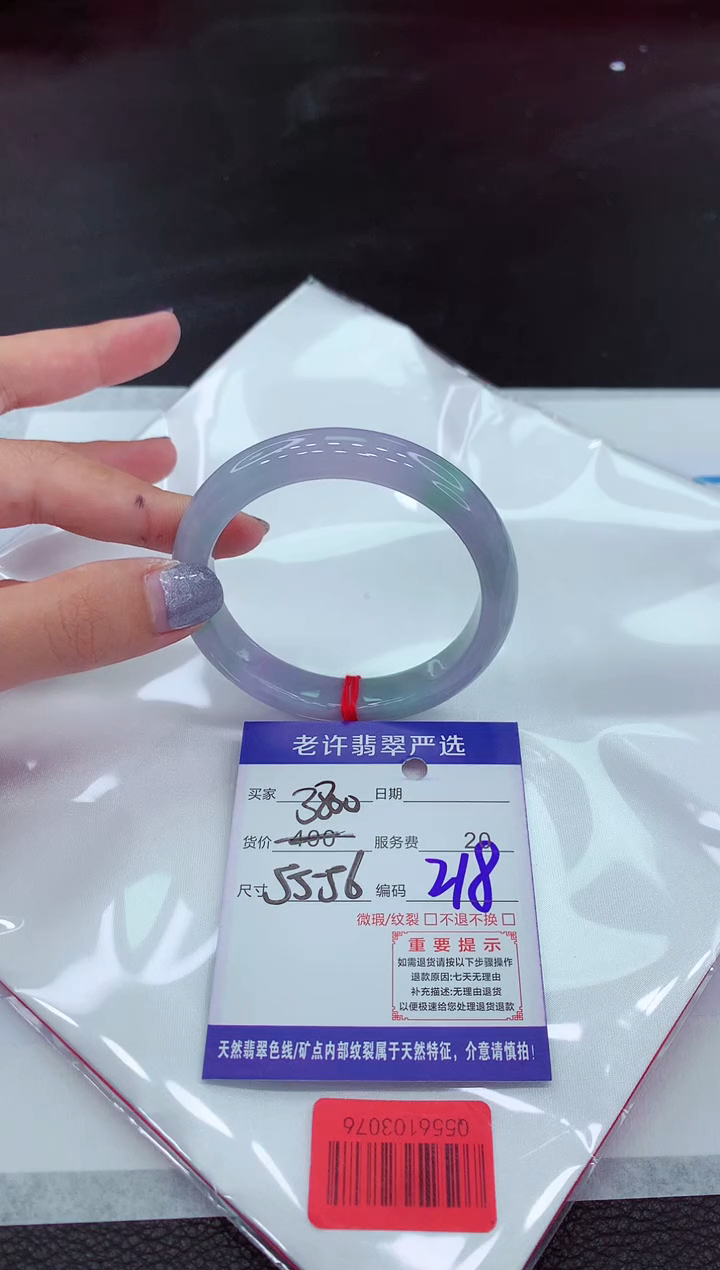 老许翡翠严选
买家 3800 日期
货价 400 服务费 20
尺寸 5556 编码 218
微瑕/纹裂 □ 不退不换 □
重要提示
如需退货请按以下步骤操作
退款原因:七天无理由
补充描述:无理由退货
以便极速给您处理退货退款
天然翡翠色线/矿点内部纹裂属于天然特征，介意请慎拍！
Q556103076